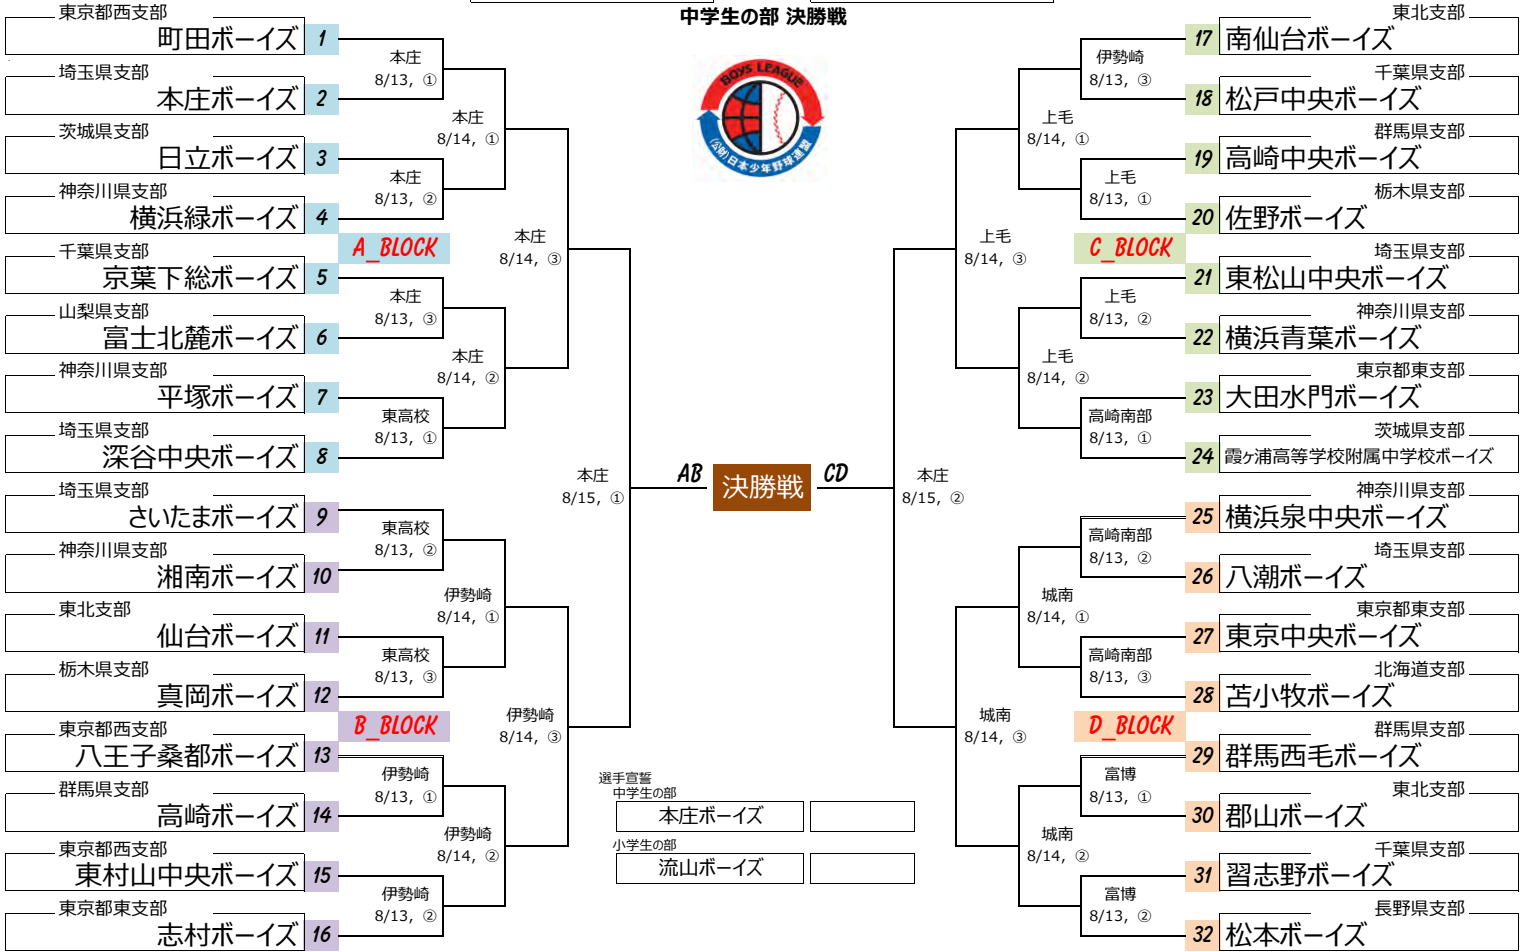 中学生の部 決勝戦
BOYS LEAGUE
(公財)日本少年野球連盟
東京都西支部
町田ボーイズ 1
埼玉県支部
本庄ボーイズ 2
茨城県支部
日立ボーイズ 3
神奈川県支部
横浜緑ボーイズ 4
A_BLOCK
千葉県支部
京葉下総ボーイズ 5
山梨県支部
富士北麓ボーイズ 6
神奈川県支部
平塚ボーイズ 7
埼玉県支部
深谷中央ボーイズ 8
埼玉県支部
さいたまボーイズ 9
神奈川県支部
湘南ボーイズ 10
東北支部
仙台ボーイズ 11
栃木県支部
真岡ボーイズ 12
B_BLOCK
東京都西支部
八王子桑都ボーイズ 13
群馬県支部
高崎ボーイズ 14
東京都西支部
東村山中央ボーイズ 15
東京都東支部
志村ボーイズ 16
本庄
8/13, ①
本庄
8/13, ②
本庄
8/13, ③
東高校
8/13, ①
東高校
8/13, ②
東高校
8/13, ③
伊勢崎
8/13, ①
伊勢崎
8/13, ②
本庄
8/14, ①
本庄
8/14, ②
伊勢崎
8/14, ①
伊勢崎
8/14, ②
本庄
8/14, ③
伊勢崎
8/14, ③
本庄
8/15, ①
AB 決勝戦 CD
本庄
8/15, ②
上毛
8/14, ③
城南
8/14, ③
上毛
8/14, ①
上毛
8/14, ②
城南
8/14, ①
城南
8/14, ②
伊勢崎
8/13, ③
上毛
8/13, ①
上毛
8/13, ②
高崎南部
8/13, ①
高崎南部
8/13, ②
高崎南部
8/13, ③
富博
8/13, ①
富博
8/13, ②
東北支部
17 南仙台ボーイズ
千葉県支部
18 松戸中央ボーイズ
群馬県支部
19 高崎中央ボーイズ
栃木県支部
20 佐野ボーイズ
C_BLOCK
埼玉県支部
21 東松山中央ボーイズ
神奈川県支部
22 横浜青葉ボーイズ
東京都東支部
23 大田水門ボーイズ
茨城県支部
24 霞ヶ浦高等学校附属中学校ボーイズ
神奈川県支部
25 横浜泉中央ボーイズ
埼玉県支部
26 八潮ボーイズ
東京都東支部
27 東京中央ボーイズ
北海道支部
28 苫小牧ボーイズ
D_BLOCK
群馬県支部
29 群馬西毛ボーイズ
東北支部
30 郡山ボーイズ
千葉県支部
31 習志野ボーイズ
長野県支部
32 松本ボーイズ
選手宣誓
中学生の部
本庄ボーイズ
小学生の部
流山ボーイズ